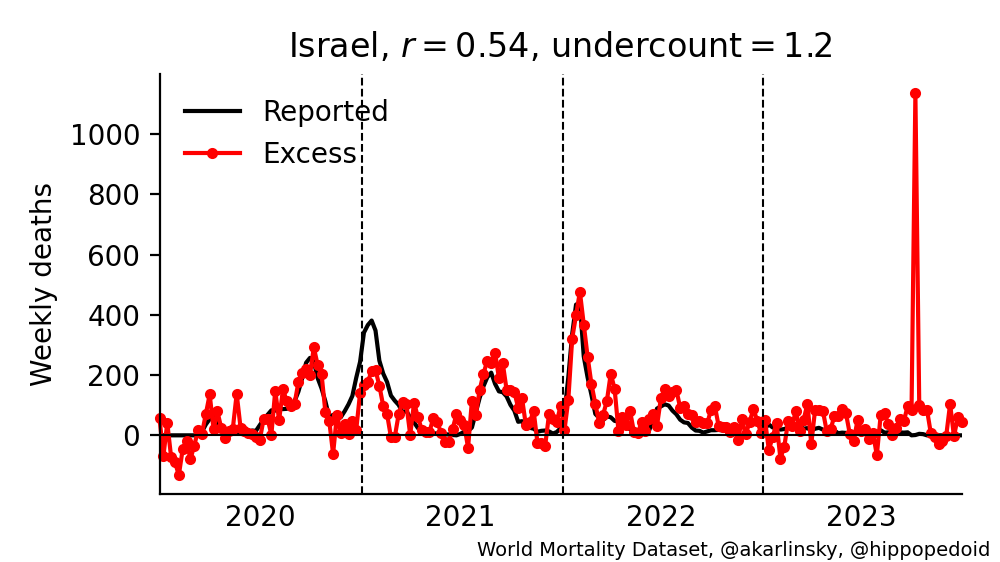 Israel, r = 0.54, undercount = 1.2
Reported
Excess
Weekly deaths
1000
800
600
400
200
0
2020 2021 2022 2023
World Mortality Dataset, @akarlinsky, @hippopedoid